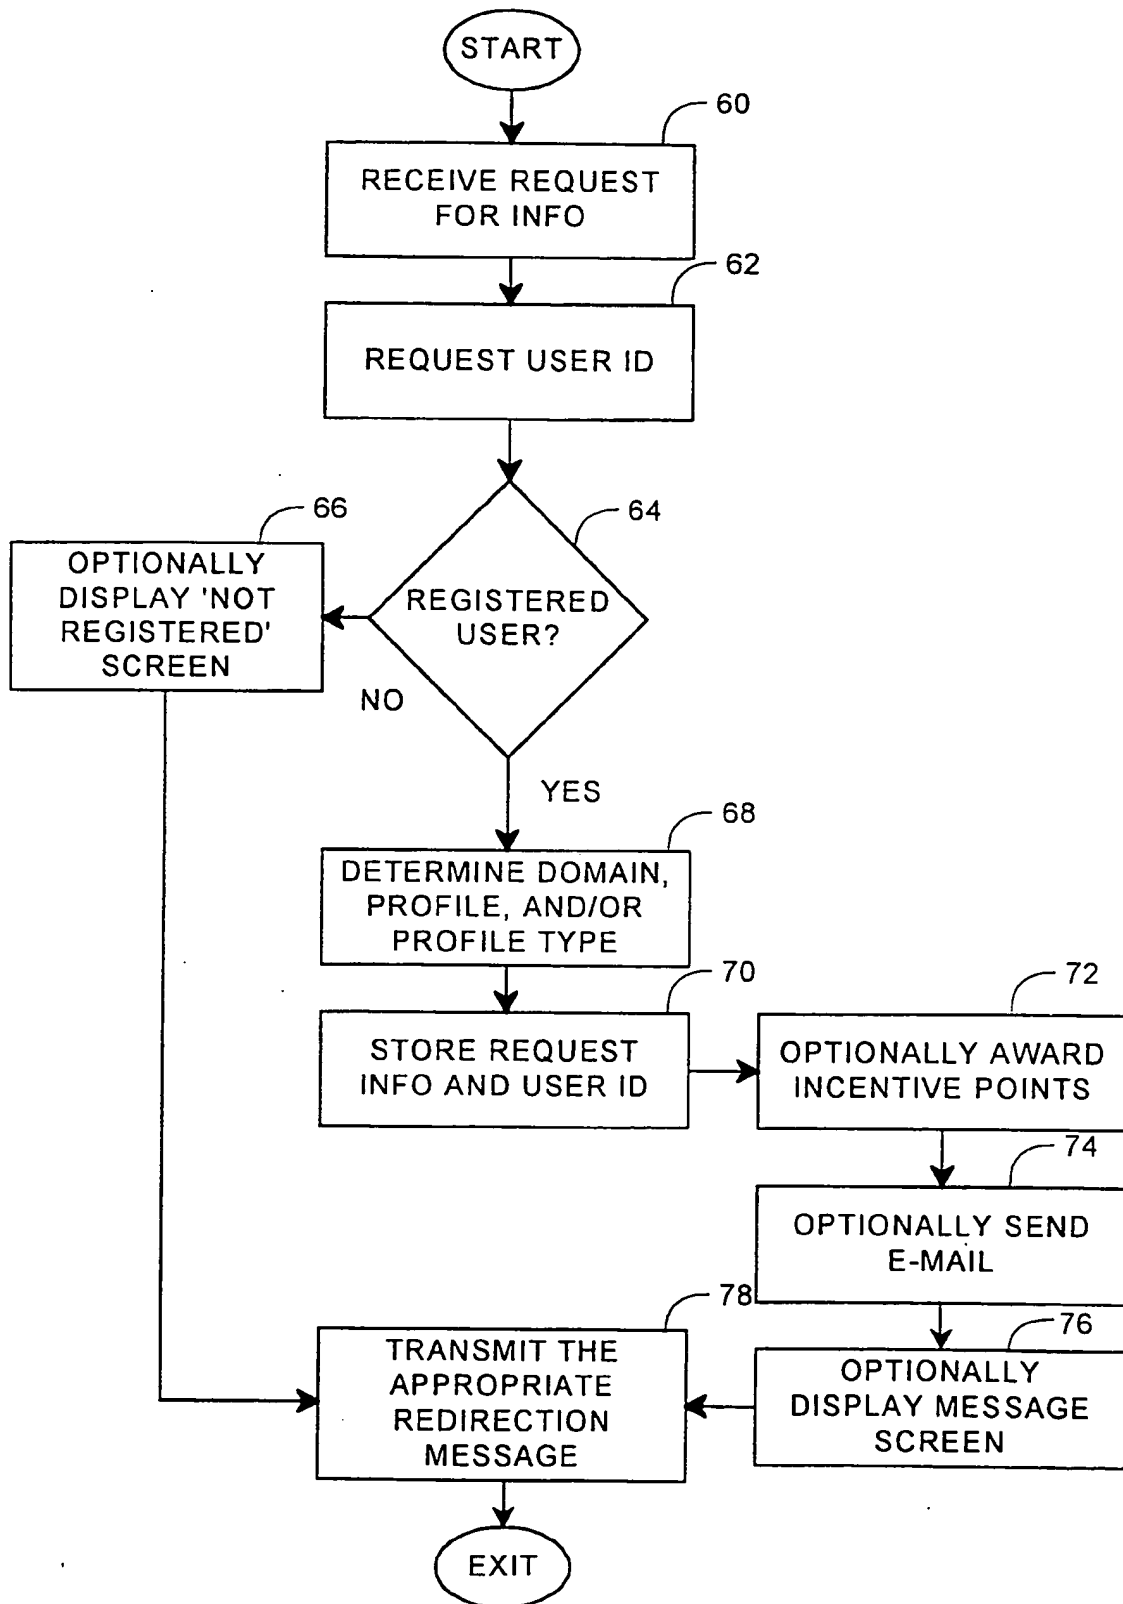 START
60
RECEIVE REQUEST
FOR INFO
62
REQUEST USER ID
64
REGISTERED
USER?
66
OPTIONALLY
DISPLAY 'NOT
REGISTERED'
SCREEN
NO
YES
68
DETERMINE DOMAIN,
PROFILE, AND/OR
PROFILE TYPE
70
STORE REQUEST
INFO AND USER ID
72
OPTIONALLY AWARD
INCENTIVE POINTS
74
OPTIONALLY SEND
E-MAIL
76
OPTIONALLY
DISPLAY MESSAGE
SCREEN
78
TRANSMIT THE
APPROPRIATE
REDIRECTION
MESSAGE
EXIT